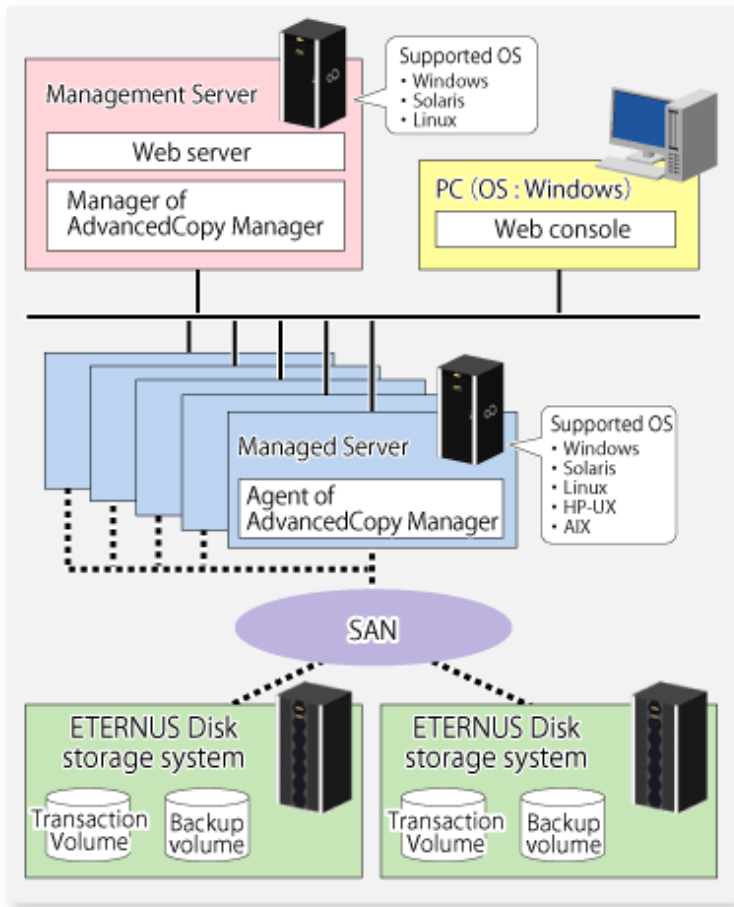 Management Server
Web server
Manager of
AdvancedCopy Manager
Supported OS
・Windows
・Solaris
・Linux
PC (OS : Windows)
Web console
Managed Server
Agent of
AdvancedCopy Manager
Supported OS
・Windows
・Solaris
・Linux
・HP-UX
・AIX
SAN
ETERNUS Disk
storage system
Transaction
Volume
Backup
volume
ETERNUS Disk
storage system
Transaction
Volume
Backup
volume